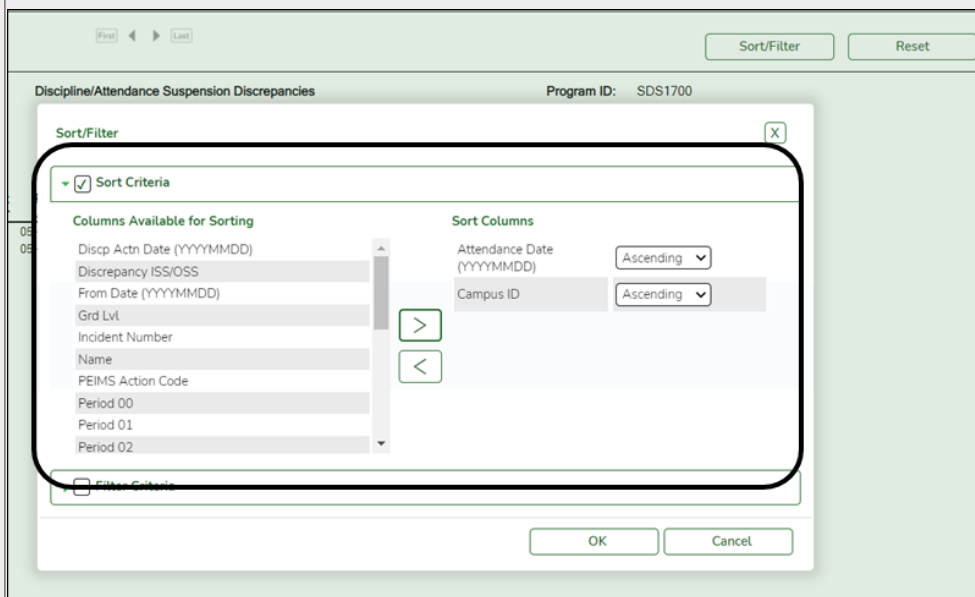 First Last
Sort/Filter Reset
Discipline/Attendance Suspension Discrepancies Program ID: SDS1700
Sort/Filter X
Sort Criteria
Columns Available for Sorting
Discp Actn Date (YYYYMMDD)
Discrepancy ISS/OSS
From Date (YYYYMMDD)
Grd Lvl
Incident Number
Name
PEIMS Action Code
Period 00
Period 01
Period 02
>
<
Sort Columns
Attendance Date
(YYYYMMDD)
Ascending
Campus ID Ascending
Filter Criteria
OK Cancel